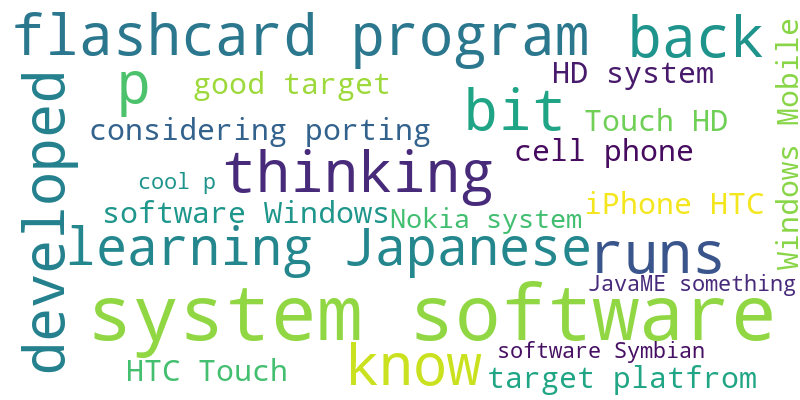 flashcard program
back
developed
p
good target
HD system
Windows Mobile
bit
Touch HD
considering porting
cell phone
thinking
cool p
iPhone HTC
software Windows
Nokia system
learning Japanese
runs
JavaME something
system software
know
software Symbian
HTC Touch
target platfrom